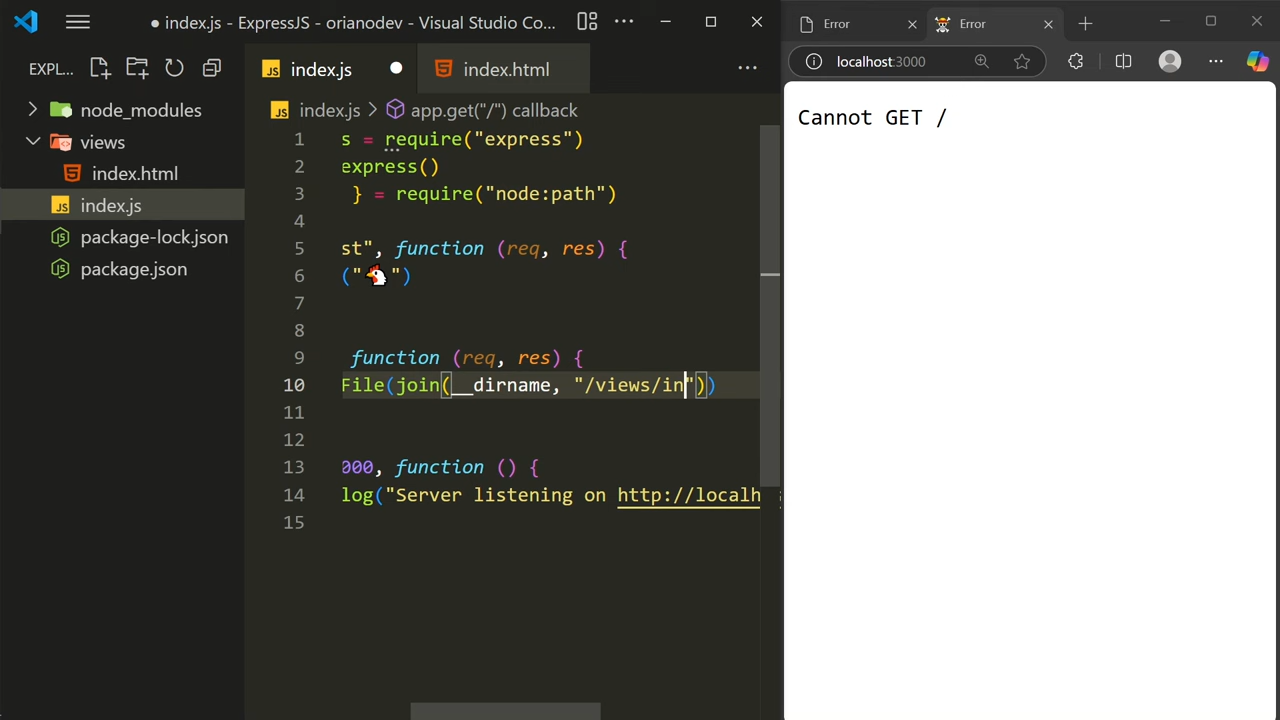 index.js - ExpressJS - orianodev - Visual Studio Co...
EXPL...
node_modules
views
index.html
index.js
package-lock.json
package.json
index.js
index.html
index.js > app.get("/") callback
1 s = require("express")
2 express()
3 } = require("node:path")
4
5 st", function (req, res) {
6 ("🐔")
7
8
9 function (req, res) {
10 File(join(__dirname, "/views/in"))
11
12
13 000, function () {
14 log("Server listening on http://localh
15
Error
Error
localhost:3000
Cannot GET /